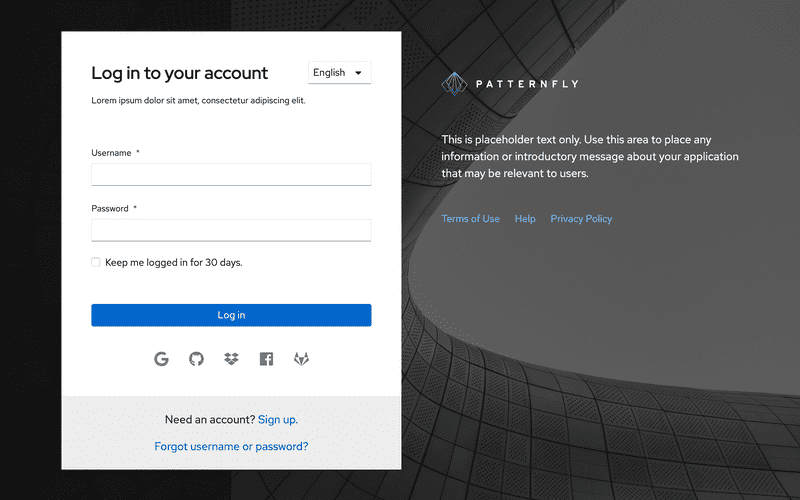 Log in to your account
English
Lorem ipsum dolor sit amet, consectetur adipiscing elit.
Username *
Password *
Keep me logged in for 30 days.
Log in
Need an account? Sign up.
Forgot username or password?
PATTERNFLY
This is placeholder text only. Use this area to place any
information or introductory message about your application
that may be relevant to users.
Terms of Use Help Privacy Policy